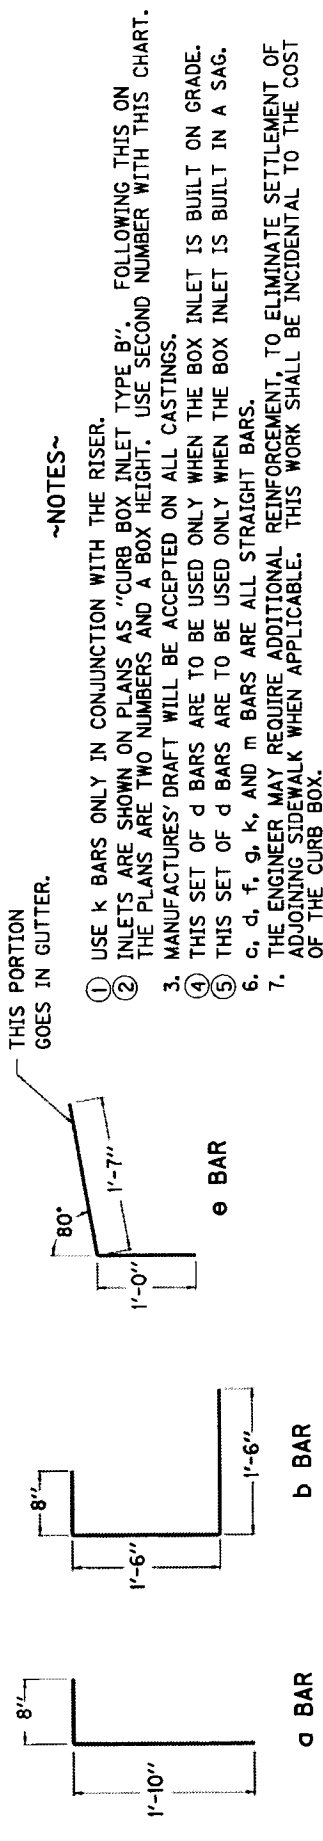 8"
1'-10"
a BAR
8"
1'-6"
1'-6"
b BAR
80°
1'-7"
1'-0"
e BAR
THIS PORTION
GOES IN GUTTER.
~NOTES~
① USE k BARS ONLY IN CONJUNCTION WITH THE RISER.
② INLETS ARE SHOWN ON PLANS AS "CURB BOX INLET TYPE B". FOLLOWING THIS ON
THE PLANS ARE TWO NUMBERS AND A BOX HEIGHT. USE SECOND NUMBER WITH THIS CHART.
3. MANUFACTURES' DRAFT WILL BE ACCEPTED ON ALL CASTINGS.
④ THIS SET OF d BARS ARE TO BE USED ONLY WHEN THE BOX INLET IS BUILT ON GRADE.
⑤ THIS SET OF d BARS ARE TO BE USED ONLY WHEN THE BOX INLET IS BUILT IN A SAG.
6. c, d, f, g, k, AND m BARS ARE ALL STRAIGHT BARS.
7. THE ENGINEER MAY REQUIRE ADDITIONAL REINFORCEMENT, TO ELIMINATE SETTLEMENT OF
ADJOINING SIDEWALK WHEN APPLICABLE. THIS WORK SHALL BE INCIDENTAL TO THE COST
OF THE CURB BOX.